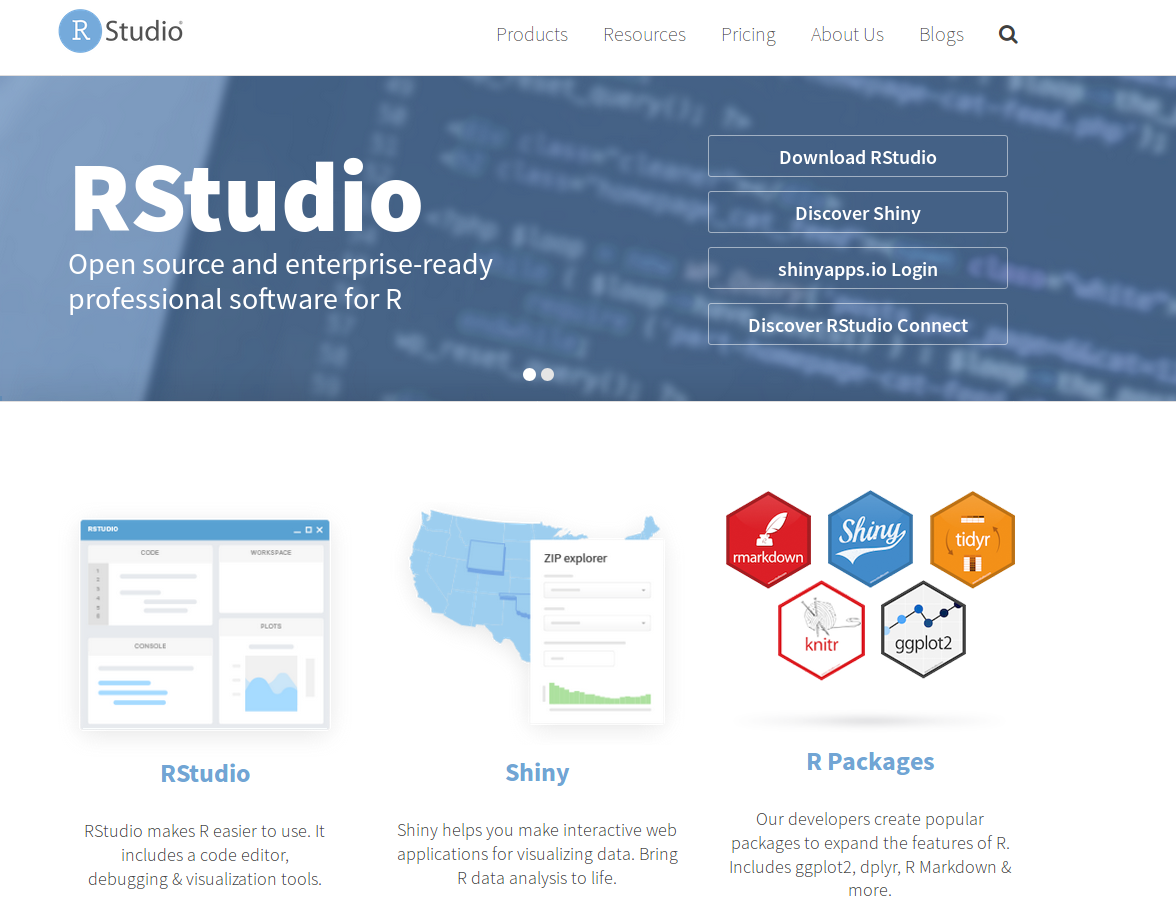 R Studio®
Products Resources Pricing About Us Blogs
RStudio
Open source and enterprise-ready
professional software for R
Download RStudio
Discover Shiny
shinyapps.io Login
Discover RStudio Connect
RSTUDIO
CODE
WORKSPACE
PLOTS
CONSOLE
ZIP explorer
rmarkdown
Shiny
tidyr
knitr
ggplot2
RStudio
RStudio makes R easier to use. It
includes a code editor,
debugging & visualization tools.
Shiny
Shiny helps you make interactive web
applications for visualizing data. Bring
R data analysis to life.
R Packages
Our developers create popular
packages to expand the features of R.
Includes ggplot2, dplyr, R Markdown &
more.